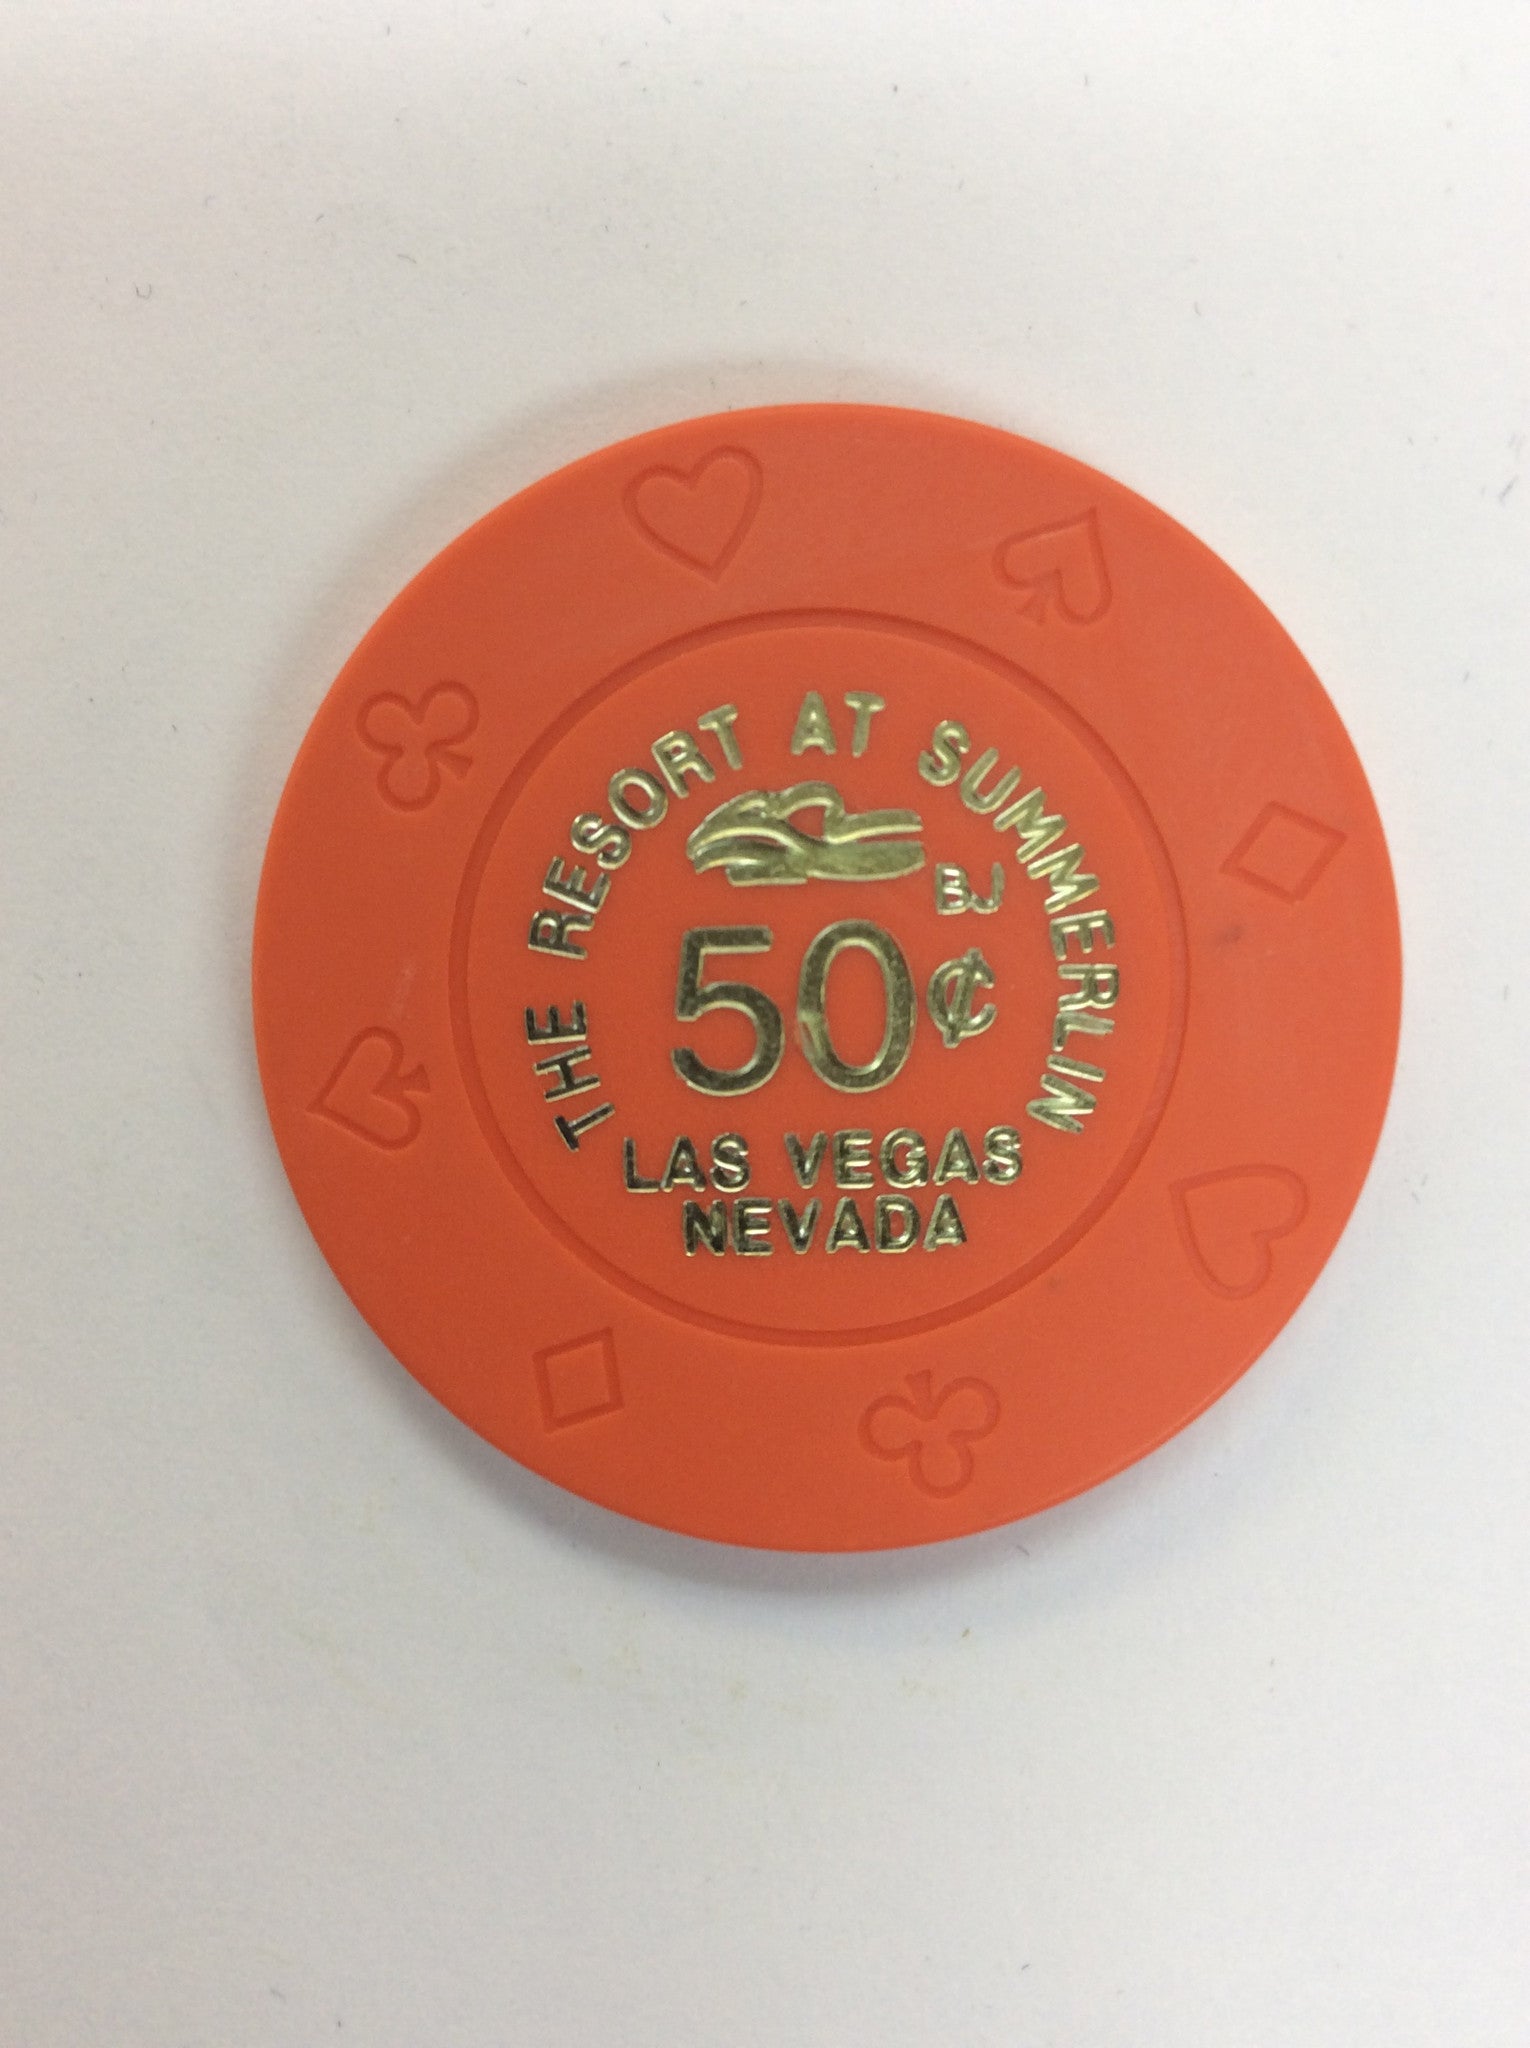 THE RESORT AT SUMMERLIN
BJ
50¢
LAS VEGAS
NEVADA